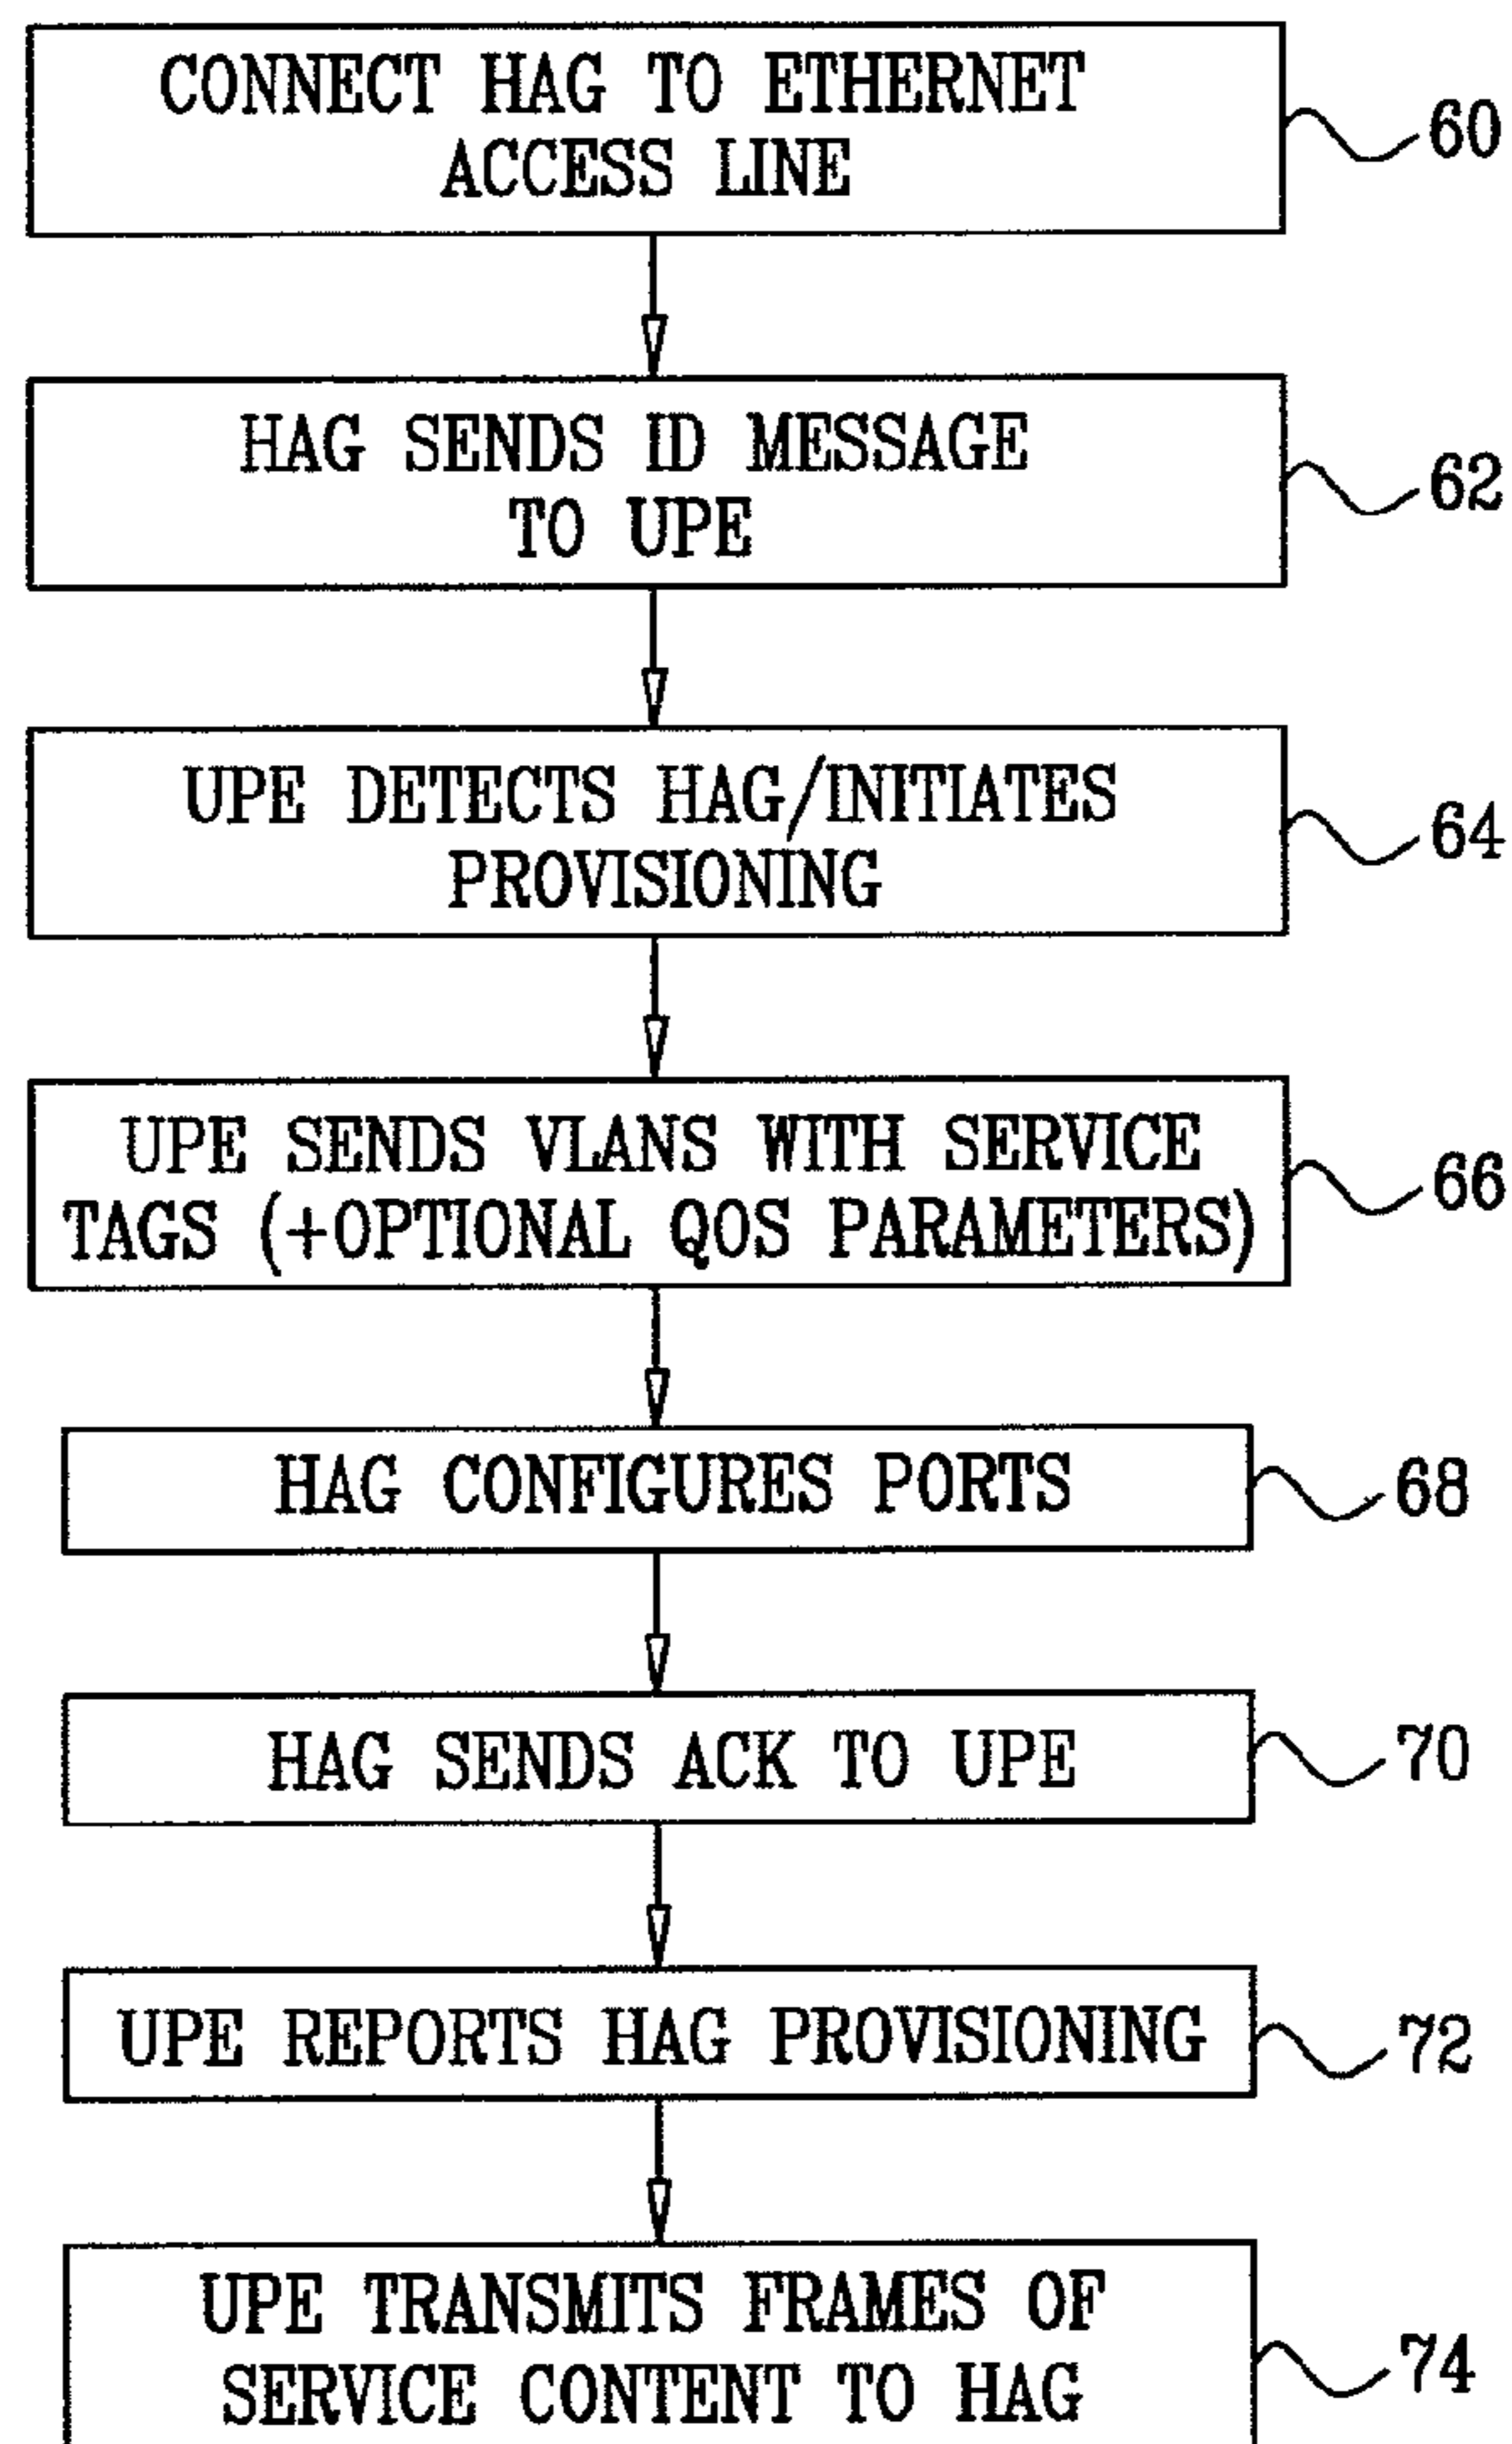 CONNECT HAG TO ETHERNET
ACCESS LINE
60
HAG SENDS ID MESSAGE
TO UPE
62
UPE DETECTS HAG/INITIATES
PROVISIONING
64
UPE SENDS VLANS WITH SERVICE
TAGS (+OPTIONAL QOS PARAMETERS)
66
HAG CONFIGURES PORTS
68
HAG SENDS ACK TO UPE
70
UPE REPORTS HAG PROVISIONING
72
UPE TRANSMITS FRAMES OF
SERVICE CONTENT TO HAG
74